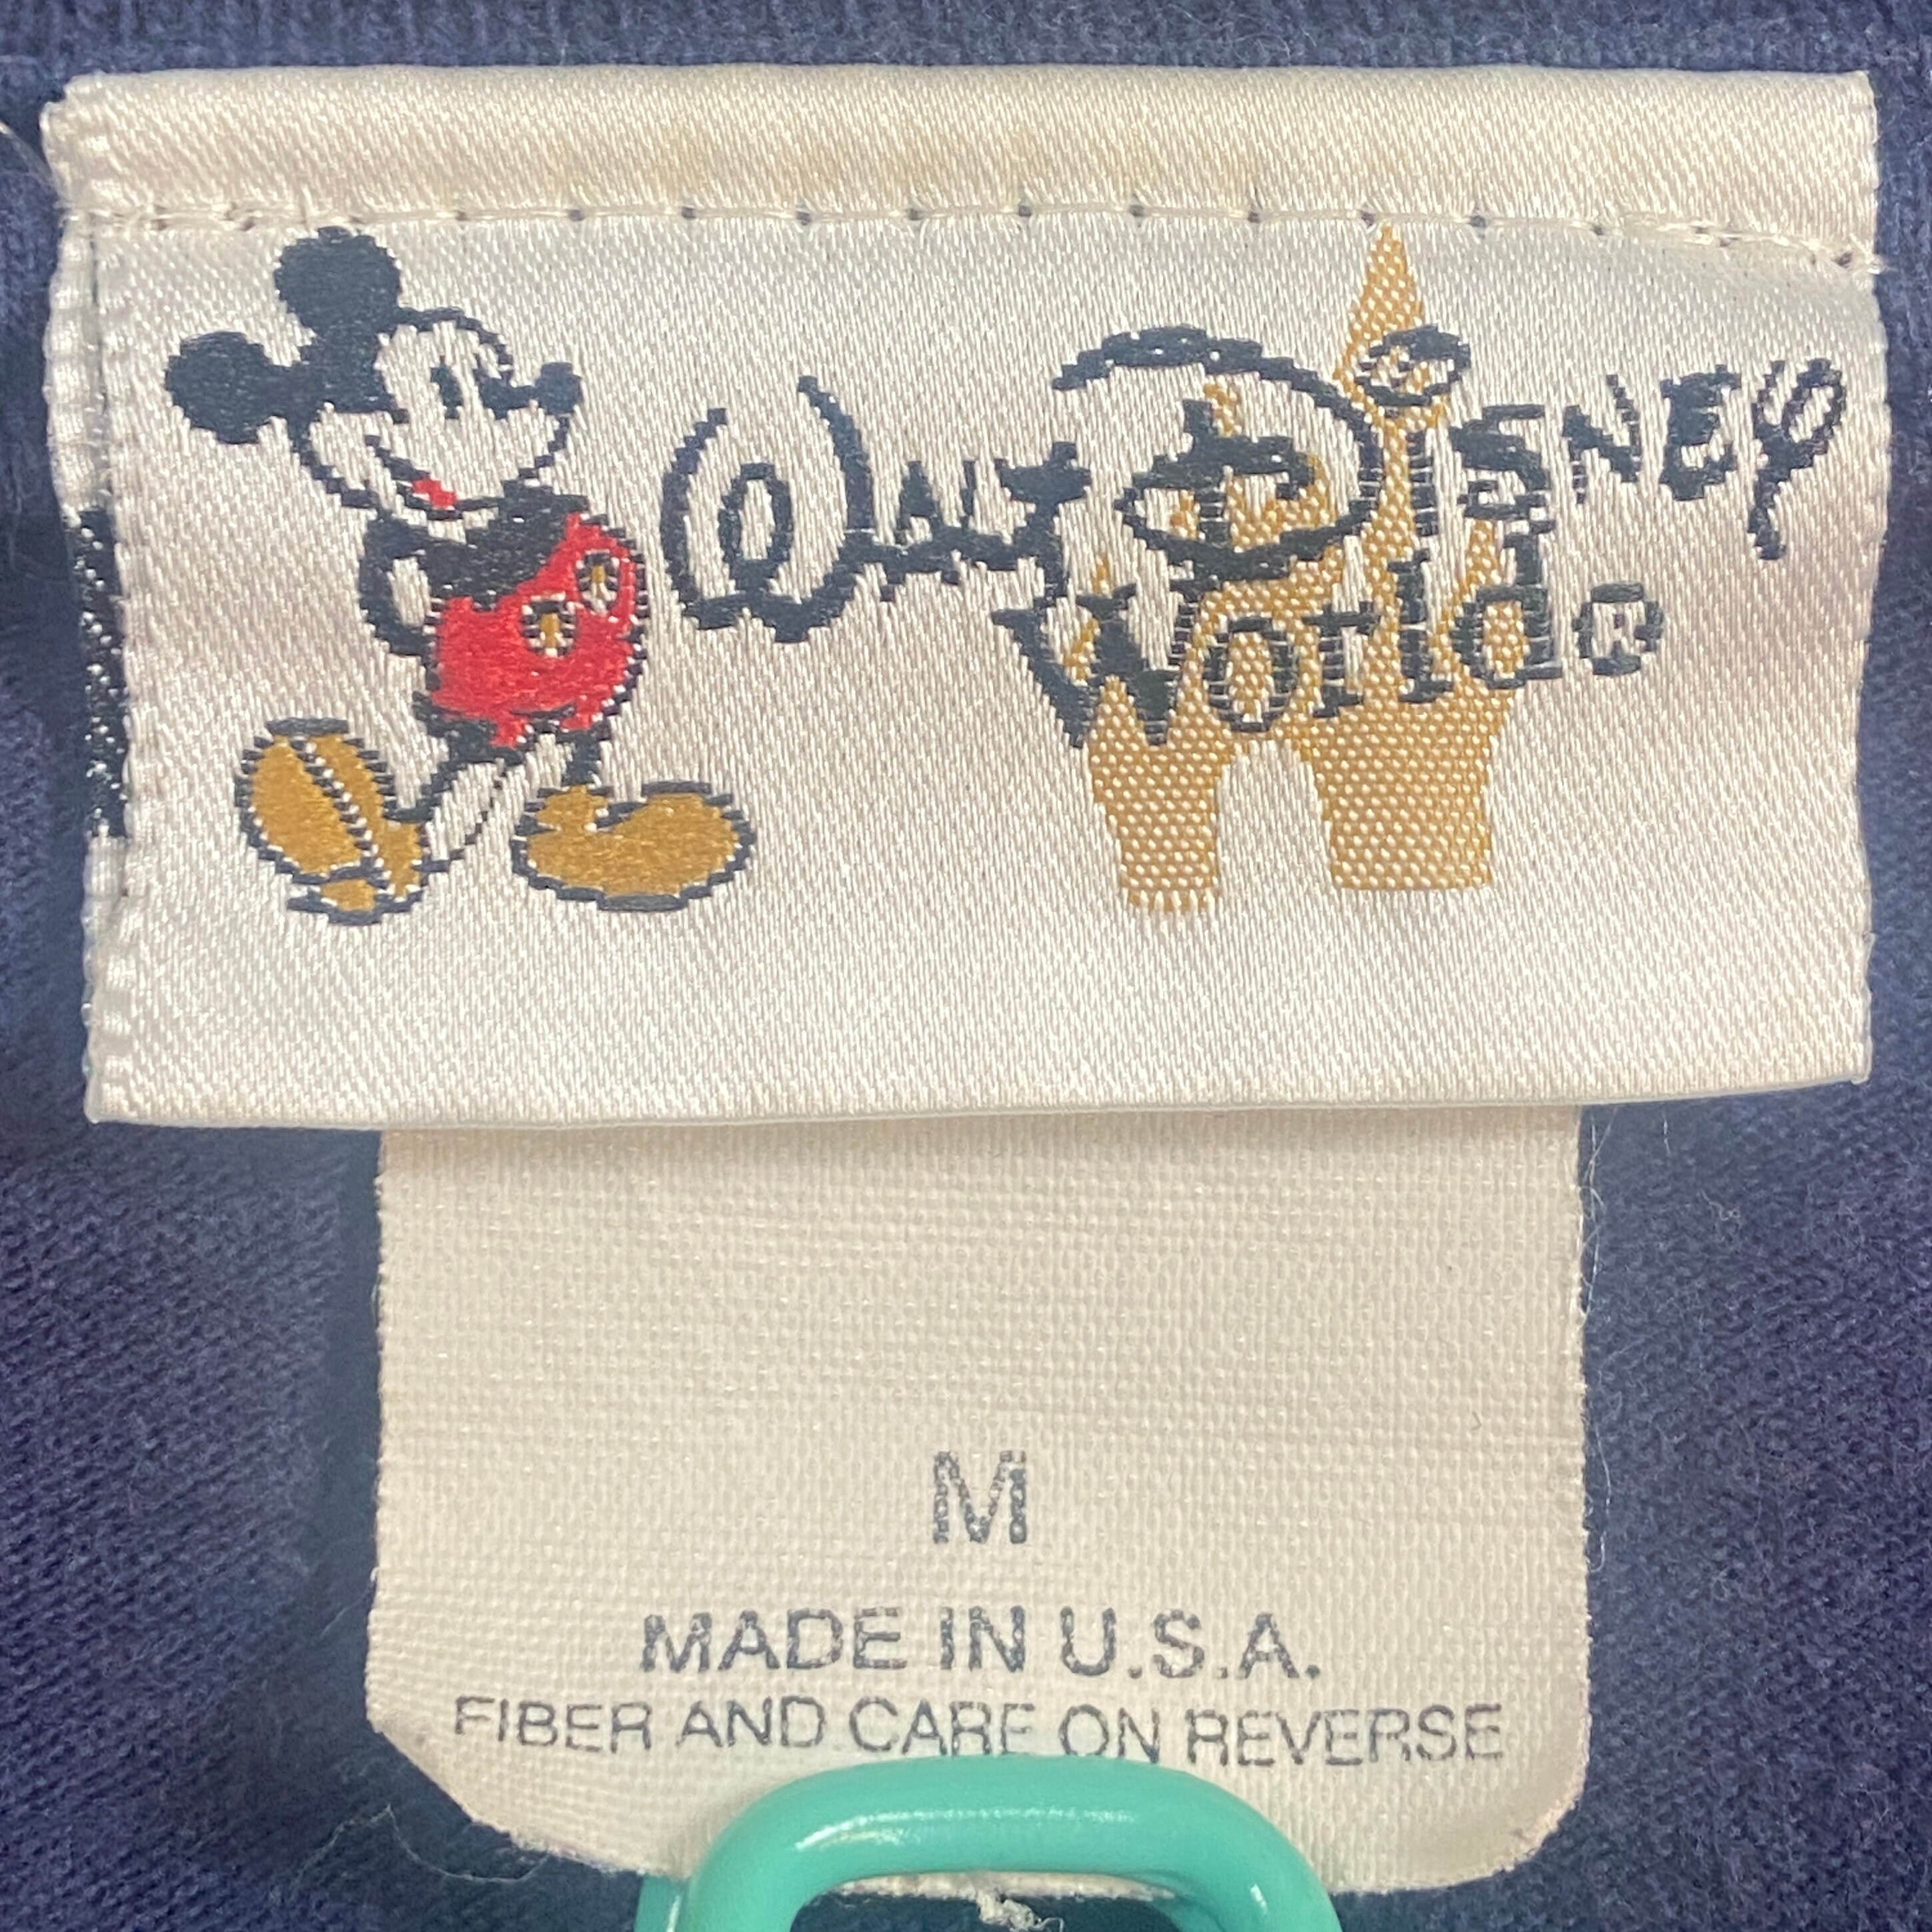 Walt Disney
World®
M
MADE IN U.S.A.
FIBER AND CARE ON REVERSE